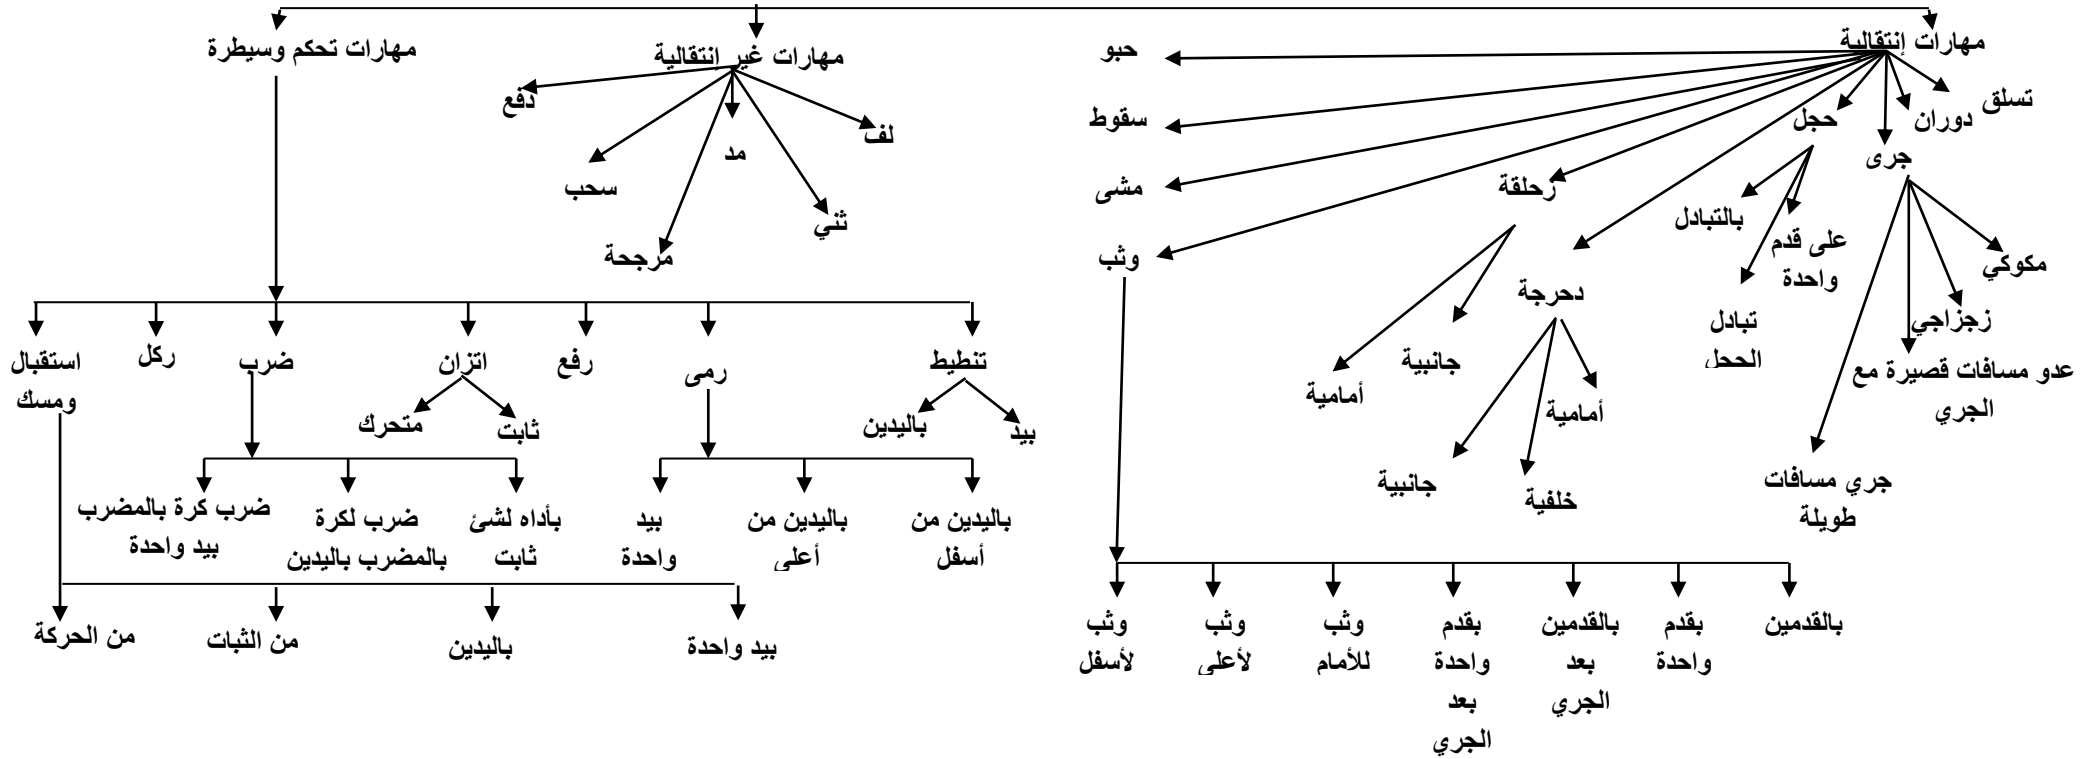 مهارات إنتقالية
مهارات غير انتقالية
مهارات تحكم وسيطرة
حبو
سقوط
مشى
وثب
زحلقة
دحرجة
حجل
جرى
دوران
تسلق
لف
ثني
مد
مرجحة
سحب
دفع
بالتبادل
على قدم
واحدة
تبادل
الحجل
مكوكي
زجزاجي
عدو مسافات قصيرة مع
الجري
جري مسافات
طويلة
جانبية
أمامية
أمامية
خلفية
جانبية
تنطيط
رمى
رفع
اتزان
ضرب
ركل
استقبال
ومسك
بيد
باليدين
ثابت
متحرك
باليدين من
أسفل
باليدين من
أعلى
بيد
واحدة
بأداه لشئ
ثابت
ضرب لكرة
بالمضرب باليدين
ضرب كرة بالمضرب
بيد واحدة
بيد واحدة
باليدين
من الثبات
من الحركة
بالقدمين
بقدم
واحدة
بالقدمين
بعد
الجري
بقدم
واحدة
بعد
الجري
وثب
للأمام
وثب
لأعلى
وثب
لأسفل